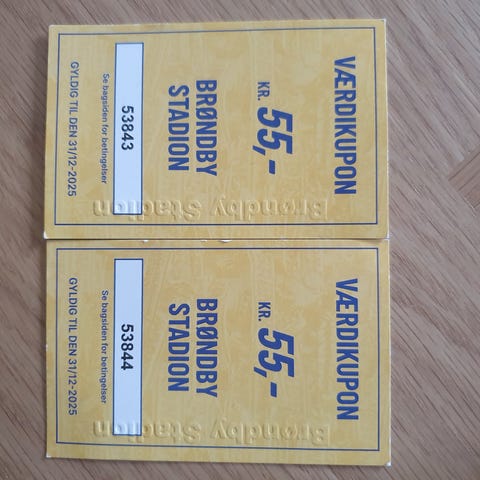 VÆRDIKUPON
KR. 55,-
BRØNDBY
STADION
53843
Se bagsiden for betingelser
GYLDIG TIL DEN 31/12-2025
Brøndby Stadion
VÆRDIKUPON
KR. 55,-
BRØNDBY
STADION
53844
Se bagsiden for betingelser
GYLDIG TIL DEN 31/12-2025
Brøndby Stadion